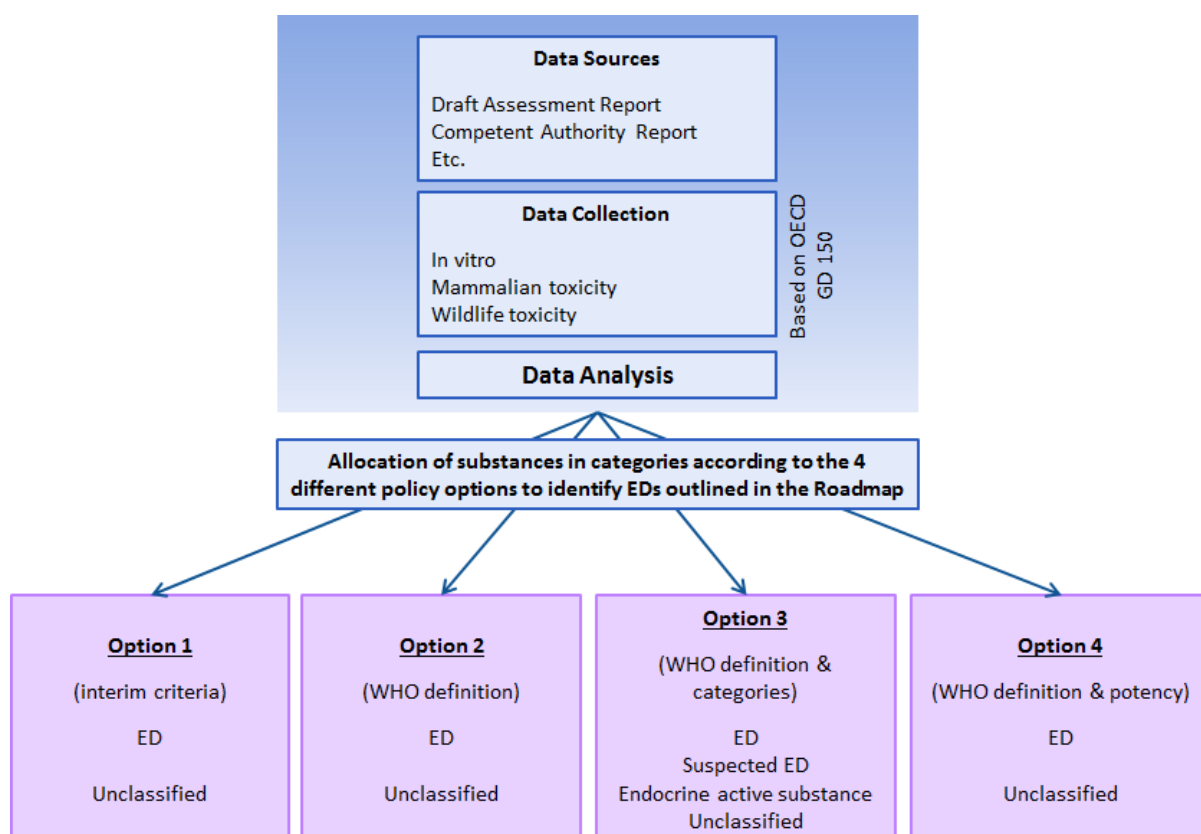 Data Sources
Draft Assessment Report
Competent Authority Report
Etc.
Data Collection
In vitro
Mammalian toxicity
Wildlife toxicity
Based on OECD
GD 150
Data Analysis
Allocation of substances in categories according to the 4
different policy options to identify EDs outlined in the Roadmap
Option 1
(interim criteria)
ED
Unclassified
Option 2
(WHO definition)
ED
Unclassified
Option 3
(WHO definition &
categories)
ED
Suspected ED
Endocrine active substance
Unclassified
Option 4
(WHO definition & potency)
ED
Unclassified